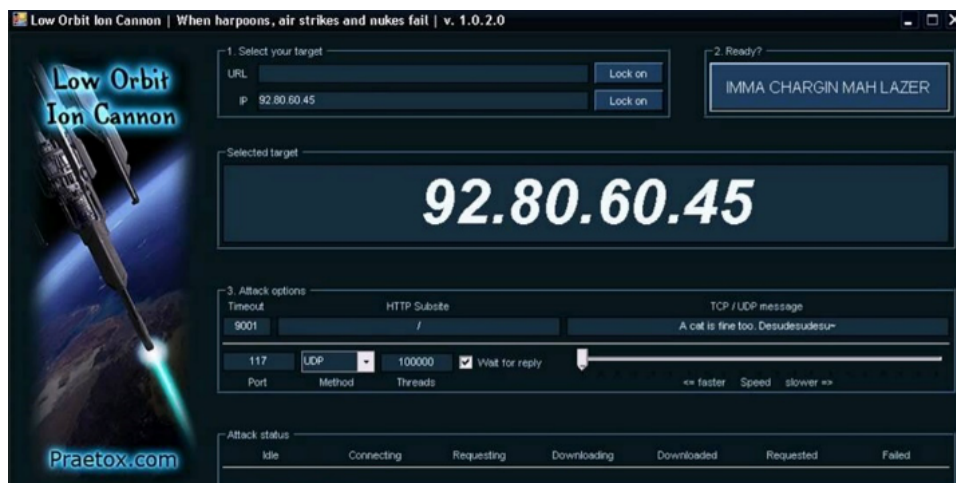 Low Orbit Ion Cannon | When harpoons, air strikes and nukes fail | v. 1.0.2.0
Low Orbit
Ion Cannon
1. Select your target
URL
Lock on
IP 92.80.60.45
Lock on
2. Ready?
IMMA CHARGIN MAH LAZER
Selected target
92.80.60.45
3. Attack options
Timeout HTTP Subsite TCP / UDP message
9001 / A cat is fine too. Desudesudesu~
117 UDP 100000 Wait for reply
Port Method Threads <= faster Speed slower =>
Attack status
Idle Connecting Requesting Downloading Downloaded Requested Failed
Praetox.com